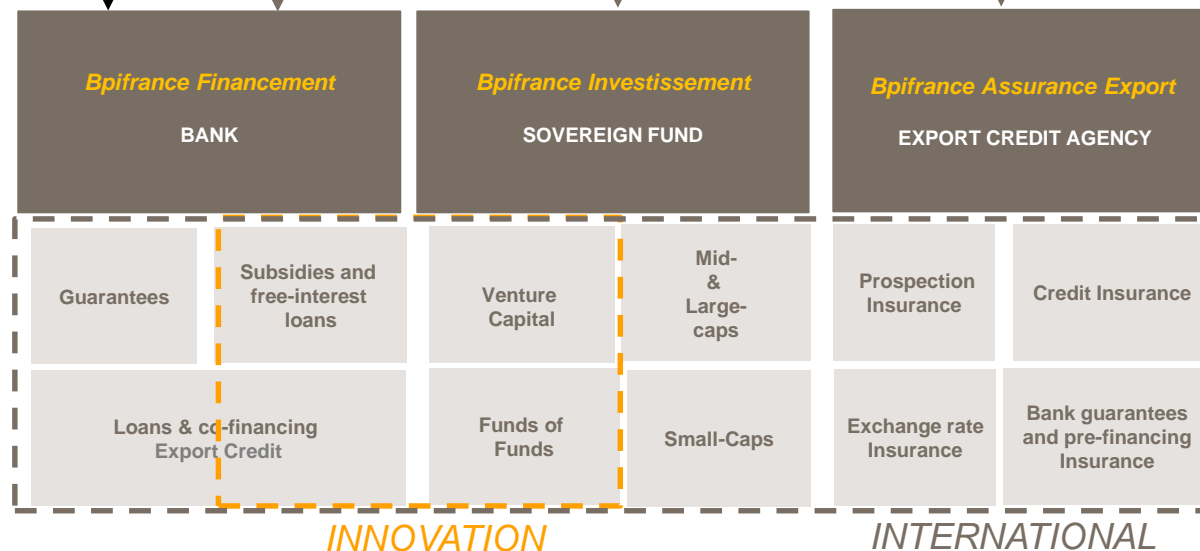 Bpifrance Financement
BANK
Bpifrance Investissement
SOVEREIGN FUND
Bpifrance Assurance Export
EXPORT CREDIT AGENCY
Guarantees
Subsidies and
free-interest
loans
Venture
Capital
Mid-
&
Large-
caps
Prospection
Insurance
Credit Insurance
Loans & co-financing
Export Credit
Funds of
Funds
Small-Caps
Exchange rate
Insurance
Bank guarantees
and pre-financing
Insurance
INNOVATION
INTERNATIONAL